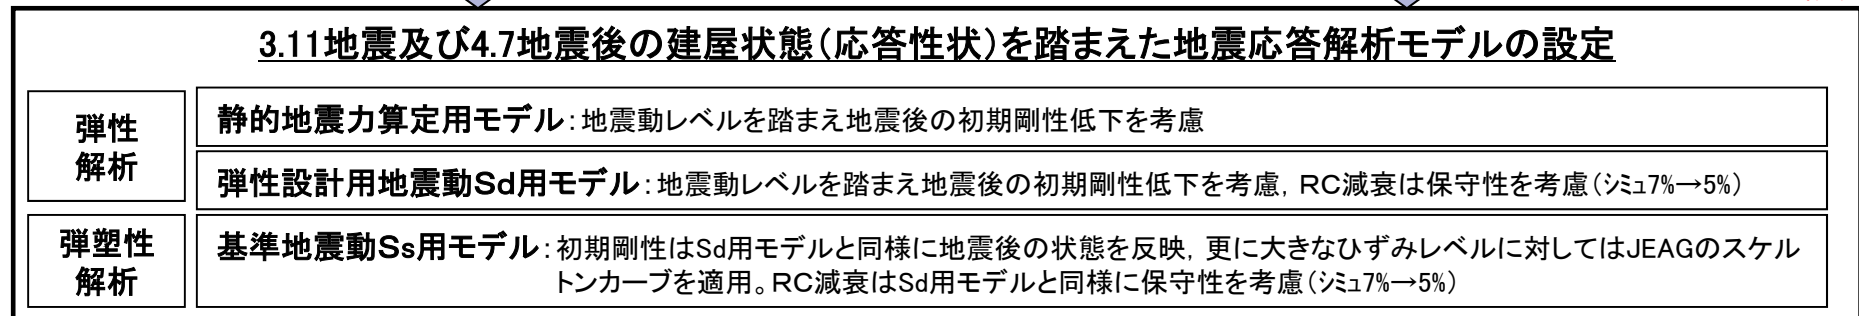 3.11地震及び4.7地震後の建屋状態（応答性状）を踏まえた地震応答解析モデルの設定
弾性
解析
静的地震力算定用モデル：地震動レベルを踏まえ地震後の初期剛性低下を考慮
弾性設計用地震動Sd用モデル：地震動レベルを踏まえ地震後の初期剛性低下を考慮，ＲＣ減衰は保守性を考慮（ｼﾐｭ7%→5%）
弾塑性
解析
基準地震動Ss用モデル：初期剛性はSd用モデルと同様に地震後の状態を反映，更に大きなひずみレベルに対してはJEAGのスケル
トンカーブを適用。ＲＣ減衰はSd用モデルと同様に保守性を考慮（ｼﾐｭ7%→5%）